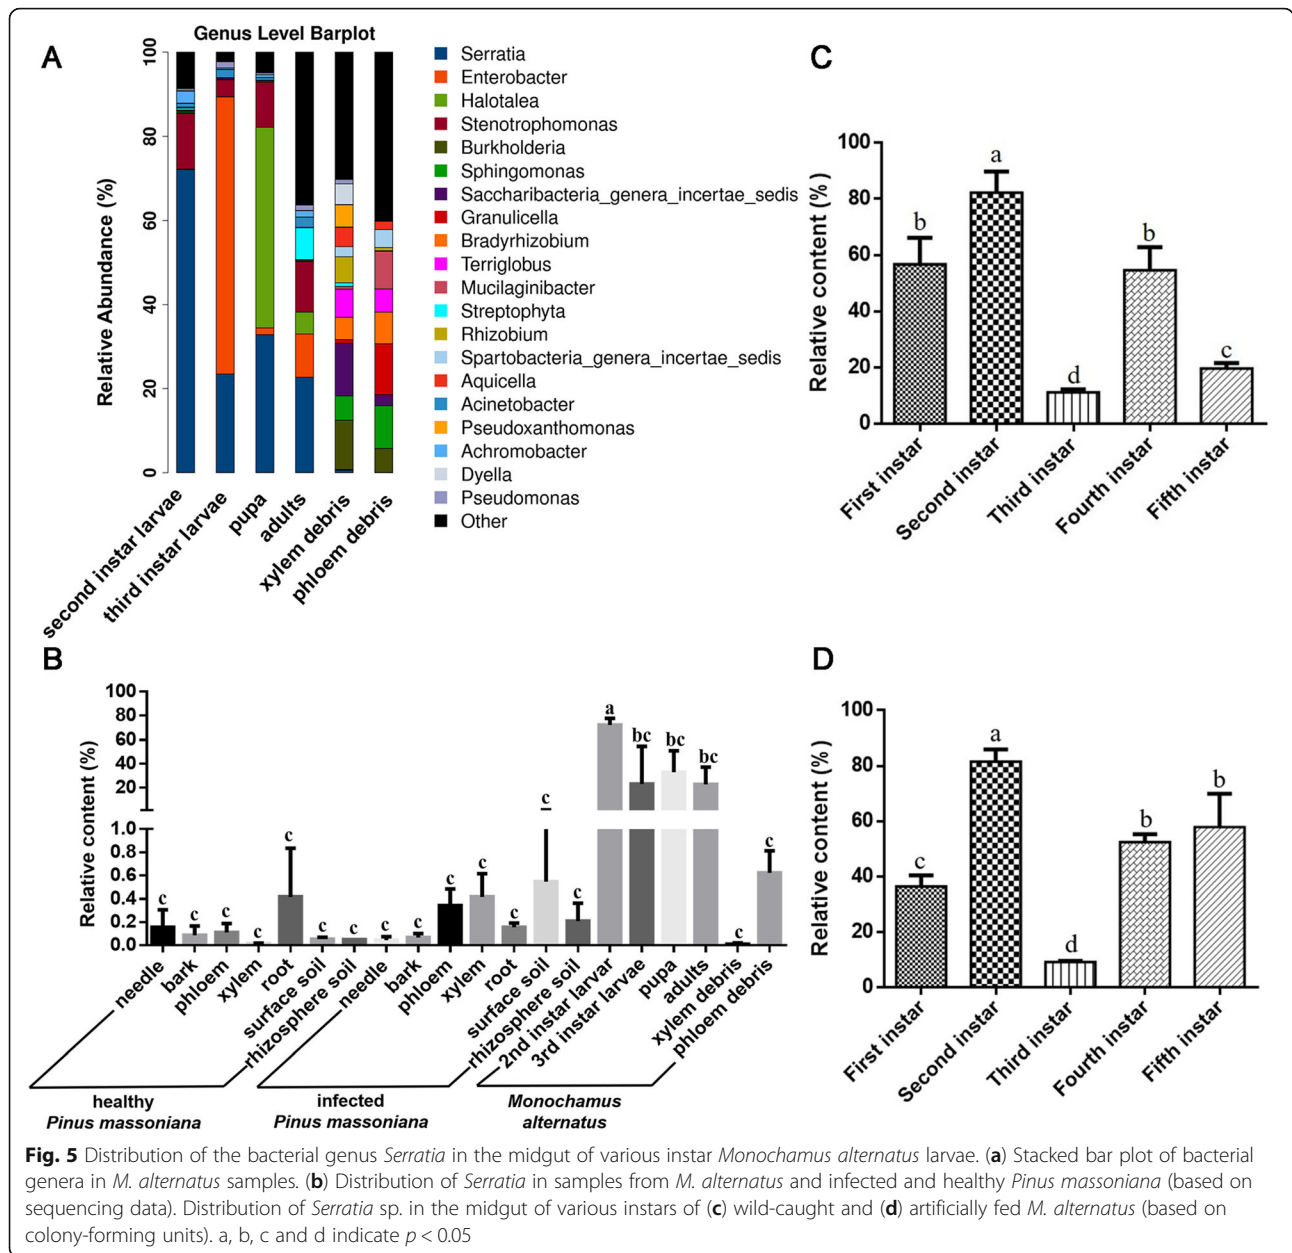 A
Genus Level Barplot
Relative Abundance (%)
100
80
60
40
20
0
second instar larvae
third instar larvae
pupa
adults
xylem debris
phloem debris
Serratia
Enterobacter
Halotalea
Stenotrophomonas
Burkholderia
Sphingomonas
Saccharibacteria_genera_incertae_sedis
Granulicella
Bradyrhizobium
Terriglobus
Mucilaginibacter
Streptophyta
Rhizobium
Spartobacteria_genera_incertae_sedis
Aquicella
Acinetobacter
Pseudoxanthomonas
Achromobacter
Dyella
Pseudomonas
Other
C
Relative content (%)
100
80
60
40
20
0
b
a
d
b
c
First instar
Second instar
Third instar
Fourth instar
Fifth instar
B
Relative content (%)
100
80
60
40
20
1.0
0.8
0.6
0.4
0.2
0.0
c
c
c
c
c
c
c
c
c
c
c
c
c
c
a
bc
bc
bc
c
c
needle
bark
phloem
xylem
root
surface soil
rhizosphere soil
needle
bark
phloem
xylem
root
surface soil
rhizosphere soil
2nd instar larvar
3rd instar larvae
pupa
adults
xylem debris
phloem debris
healthy
Pinus massoniana
infected
Pinus massoniana
Monochamus
alternatus
D
Relative content (%)
100
80
60
40
20
0
c
a
d
b
b
First instar
Second instar
Third instar
Fourth instar
Fifth instar
Fig. 5 Distribution of the bacterial genus Serratia in the midgut of various instar Monochamus alternatus larvae. (a) Stacked bar plot of bacterial
genera in M. alternatus samples. (b) Distribution of Serratia in samples from M. alternatus and infected and healthy Pinus massoniana (based on
sequencing data). Distribution of Serratia sp. in the midgut of various instars of (c) wild-caught and (d) artificially fed M. alternatus (based on
colony-forming units). a, b, c and d indicate p < 0.05